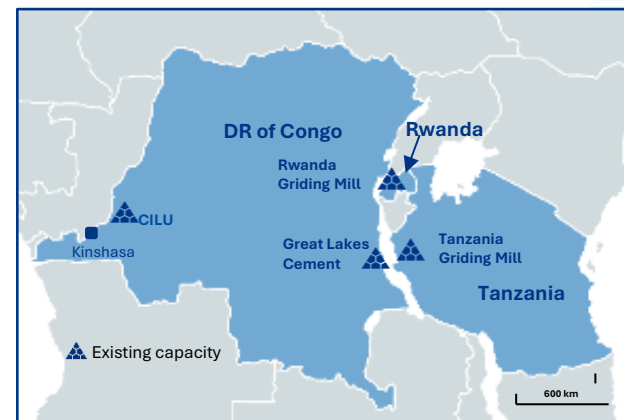 DR of Congo
Rwanda
Rwanda
Griding Mill
CILU
Kinshasa
Great Lakes
Cement
Tanzania
Griding Mill
Tanzania
Existing capacity
600 km